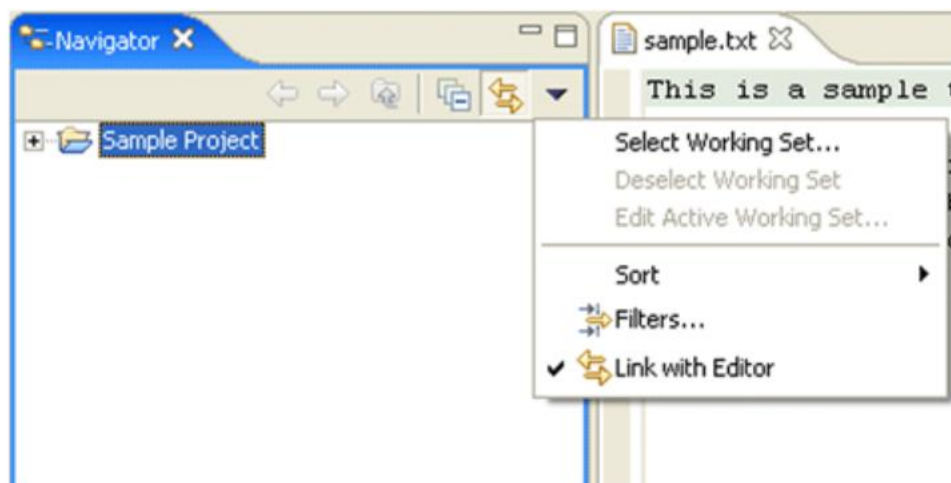 Navigator
sample.txt
This is a sample
Sample Project
Select Working Set...
Deselect Working Set
Edit Active Working Set...
Sort
Filters...
Link with Editor